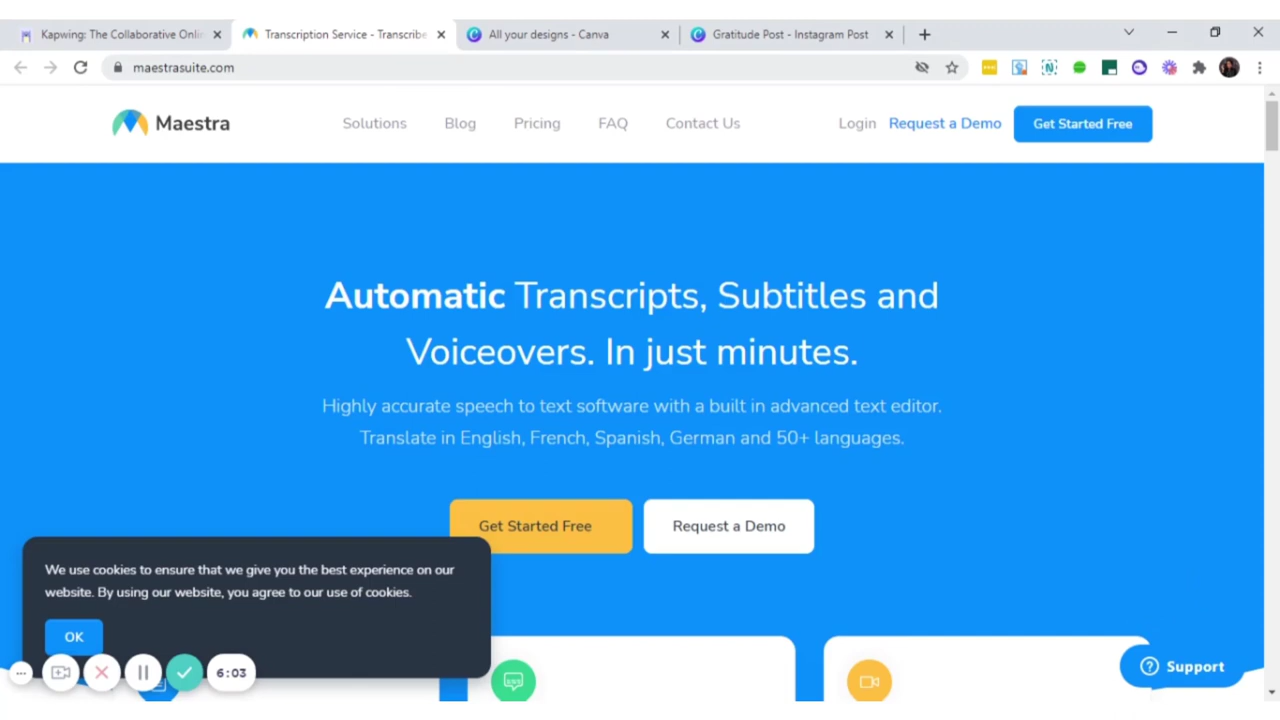 Kapwing: The Collaborative Onlin
Transcription Service - Transcribe
All your designs - Canva
Gratitude Post - Instagram Post
maestrasuite.com
Maestra
Solutions
Blog
Pricing
FAQ
Contact Us
Login
Request a Demo
Get Started Free
Automatic Transcripts, Subtitles and
Voiceovers. In just minutes.
Highly accurate speech to text software with a built in advanced text editor.
Translate in English, French, Spanish, German and 50+ languages.
Get Started Free
Request a Demo
We use cookies to ensure that we give you the best experience on our
website. By using our website, you agree to our use of cookies.
OK
6:03
Support